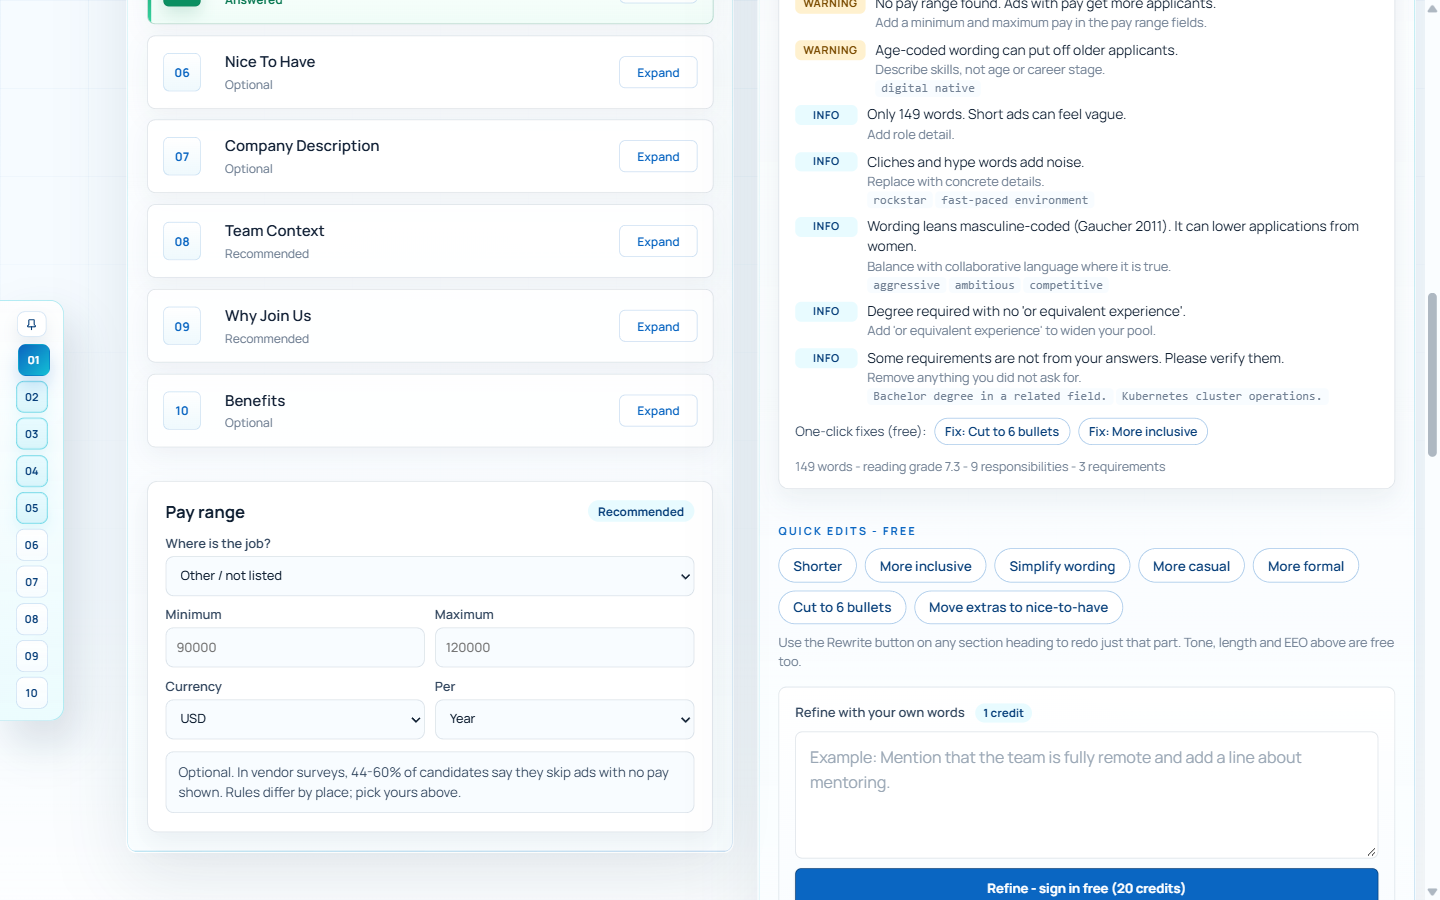 Answered
06
Nice To Have
Optional
Expand
07
Company Description
Optional
Expand
08
Team Context
Recommended
Expand
09
Why Join Us
Recommended
Expand
10
Benefits
Optional
Expand
01
02
03
04
05
06
07
08
09
10
Pay range
Recommended
Where is the job?
Other / not listed
Minimum
Maximum
90000
120000
Currency
Per
USD
Year
Optional. In vendor surveys, 44-60% of candidates say they skip ads with no pay
shown. Rules differ by place; pick yours above.
WARNING No pay range found. Ads with pay get more applicants.
Add a minimum and maximum pay in the pay range fields.
WARNING Age-coded wording can put off older applicants.
Describe skills, not age or career stage.
digital native
INFO Only 149 words. Short ads can feel vague.
Add role detail.
INFO Cliches and hype words add noise.
Replace with concrete details.
rockstar fast-paced environment
INFO Wording leans masculine-coded (Gaucher 2011). It can lower applications from
women.
Balance with collaborative language where it is true.
aggressive ambitious competitive
INFO Degree required with no 'or equivalent experience'.
Add 'or equivalent experience' to widen your pool.
INFO Some requirements are not from your answers. Please verify them.
Remove anything you did not ask for.
Bachelor degree in a related field. Kubernetes cluster operations.
One-click fixes (free): Fix: Cut to 6 bullets Fix: More inclusive
149 words - reading grade 7.3 - 9 responsibilities - 3 requirements
QUICK EDITS - FREE
Shorter More inclusive Simplify wording More casual More formal
Cut to 6 bullets Move extras to nice-to-have
Use the Rewrite button on any section heading to redo just that part. Tone, length and EEO above are free
too.
Refine with your own words 1 credit
Example: Mention that the team is fully remote and add a line about
mentoring.
Refine - sign in free (20 credits)